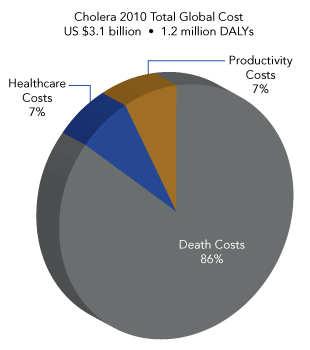 Cholera 2010 Total Global Cost
US $3.1 billion • 1.2 million DALYs
Productivity
Costs
7%
Healthcare
Costs
7%
Death Costs
86%